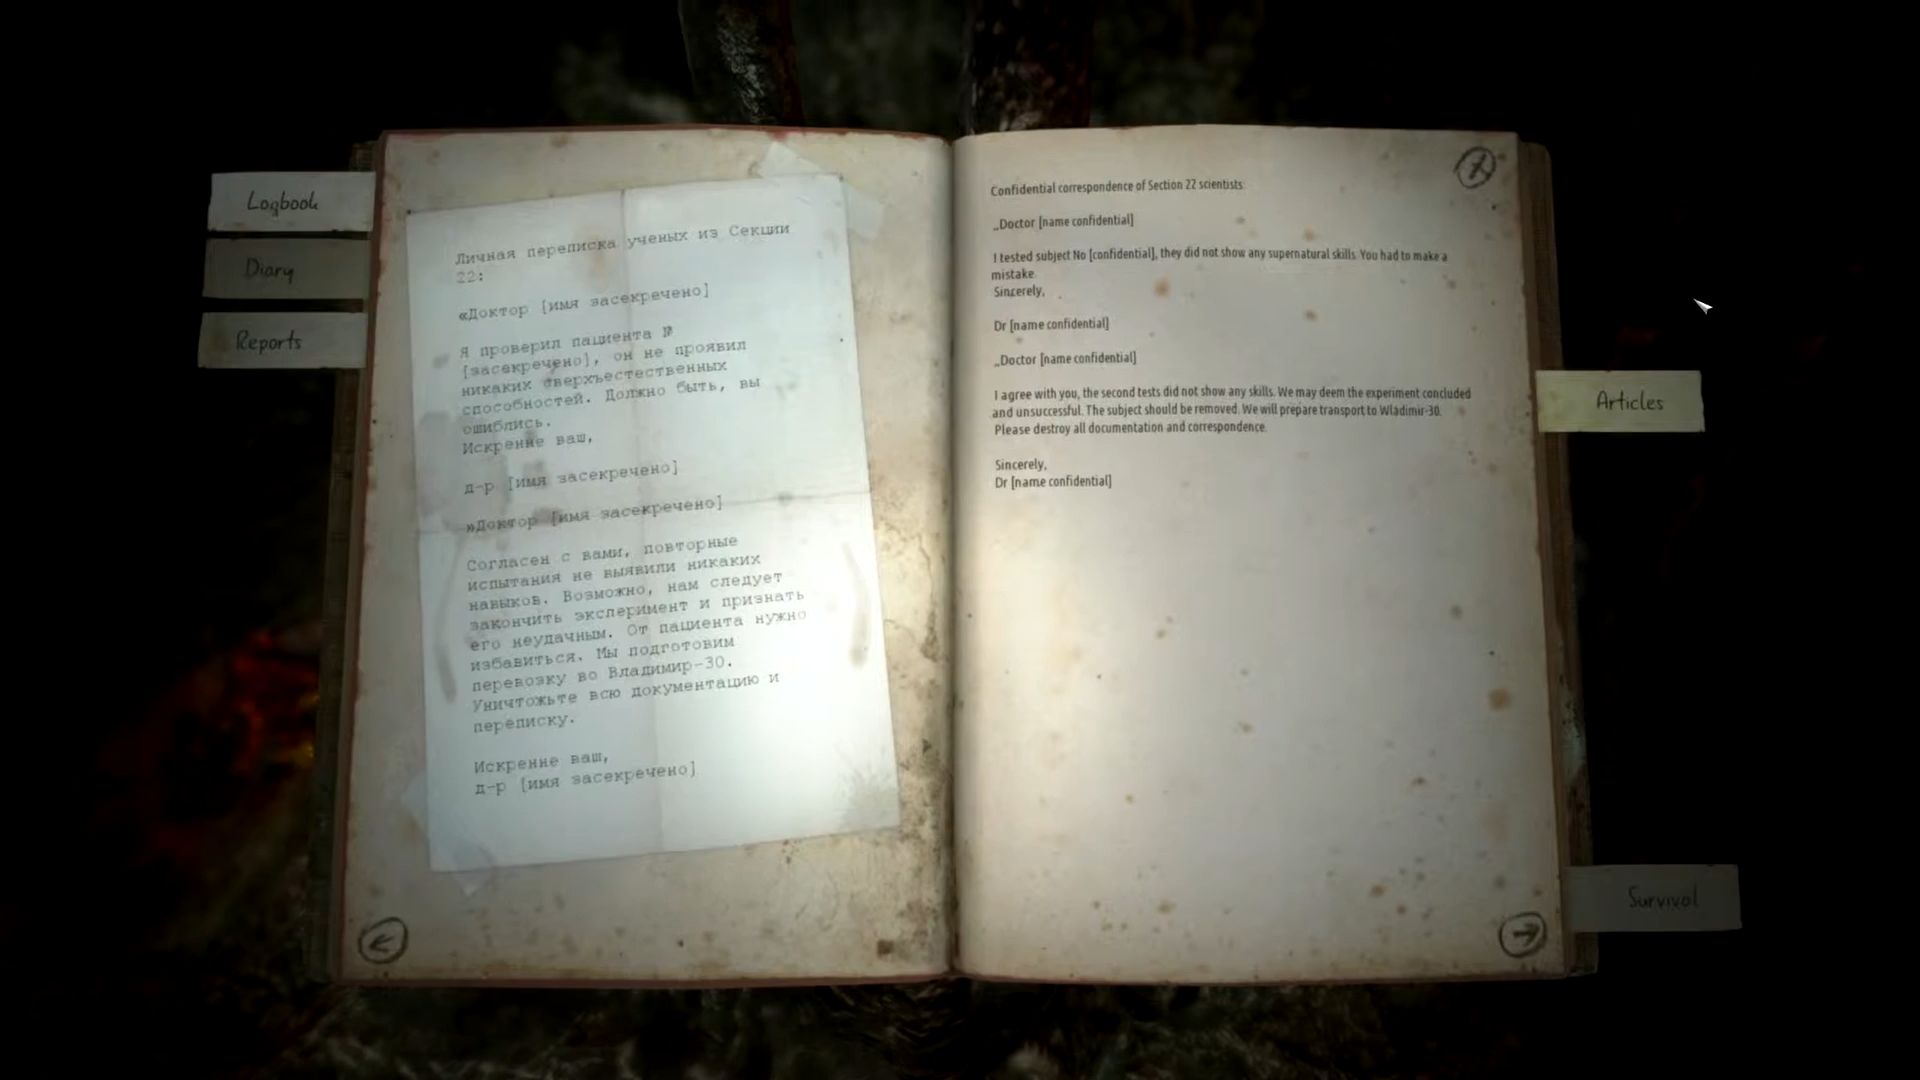 Logbook
Diary
Reports
Личная переписка ученых из Секции
22:
«Доктор [имя засекречено]
Я проверил пациента №
[засекречено], он не проявил
никаких сверхъестественных
способностей. Должно быть, вы
ошиблись.
Искренне ваш,
д-р [имя засекречено]
»Доктор [имя засекречено]
Согласен с вами, повторные
испытания не выявили никаких
навыков. Возможно, нам следует
закончить эксперимент и признать
его неудачным. От пациента нужно
избавиться. Мы подготовим
перевозку во Владимир-30.
Уничтожьте всю документацию и
переписку.
Искренне ваш,
д-р [имя засекречено]
Confidential correspondence of Section 22 scientists:
„Doctor [name confidential]
I tested subject No [confidential], they did not show any supernatural skills. You had to make a
mistake.
Sincerely,
Dr [name confidential]
„Doctor [name confidential]
I agree with you, the second tests did not show any skills. We may deem the experiment concluded
and unsuccessful. The subject should be removed. We will prepare transport to Wladimir-30.
Please destroy all documentation and correspondence.
Sincerely,
Dr [name confidential]
Articles
Survival